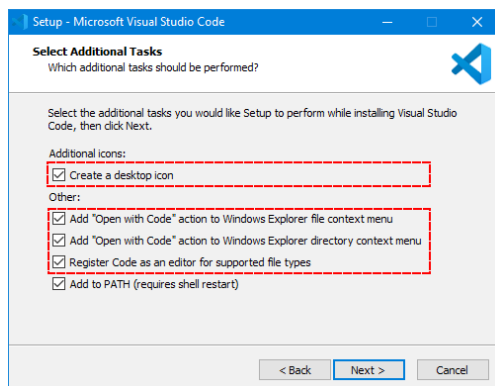 Setup - Microsoft Visual Studio Code
Select Additional Tasks
Which additional tasks should be performed?
Select the additional tasks you would like Setup to perform while installing Visual Studio
Code, then click Next.
Additional icons:
Create a desktop icon
Other:
Add "Open with Code" action to Windows Explorer file context menu
Add "Open with Code" action to Windows Explorer directory context menu
Register Code as an editor for supported file types
Add to PATH (requires shell restart)
< Back Next > Cancel